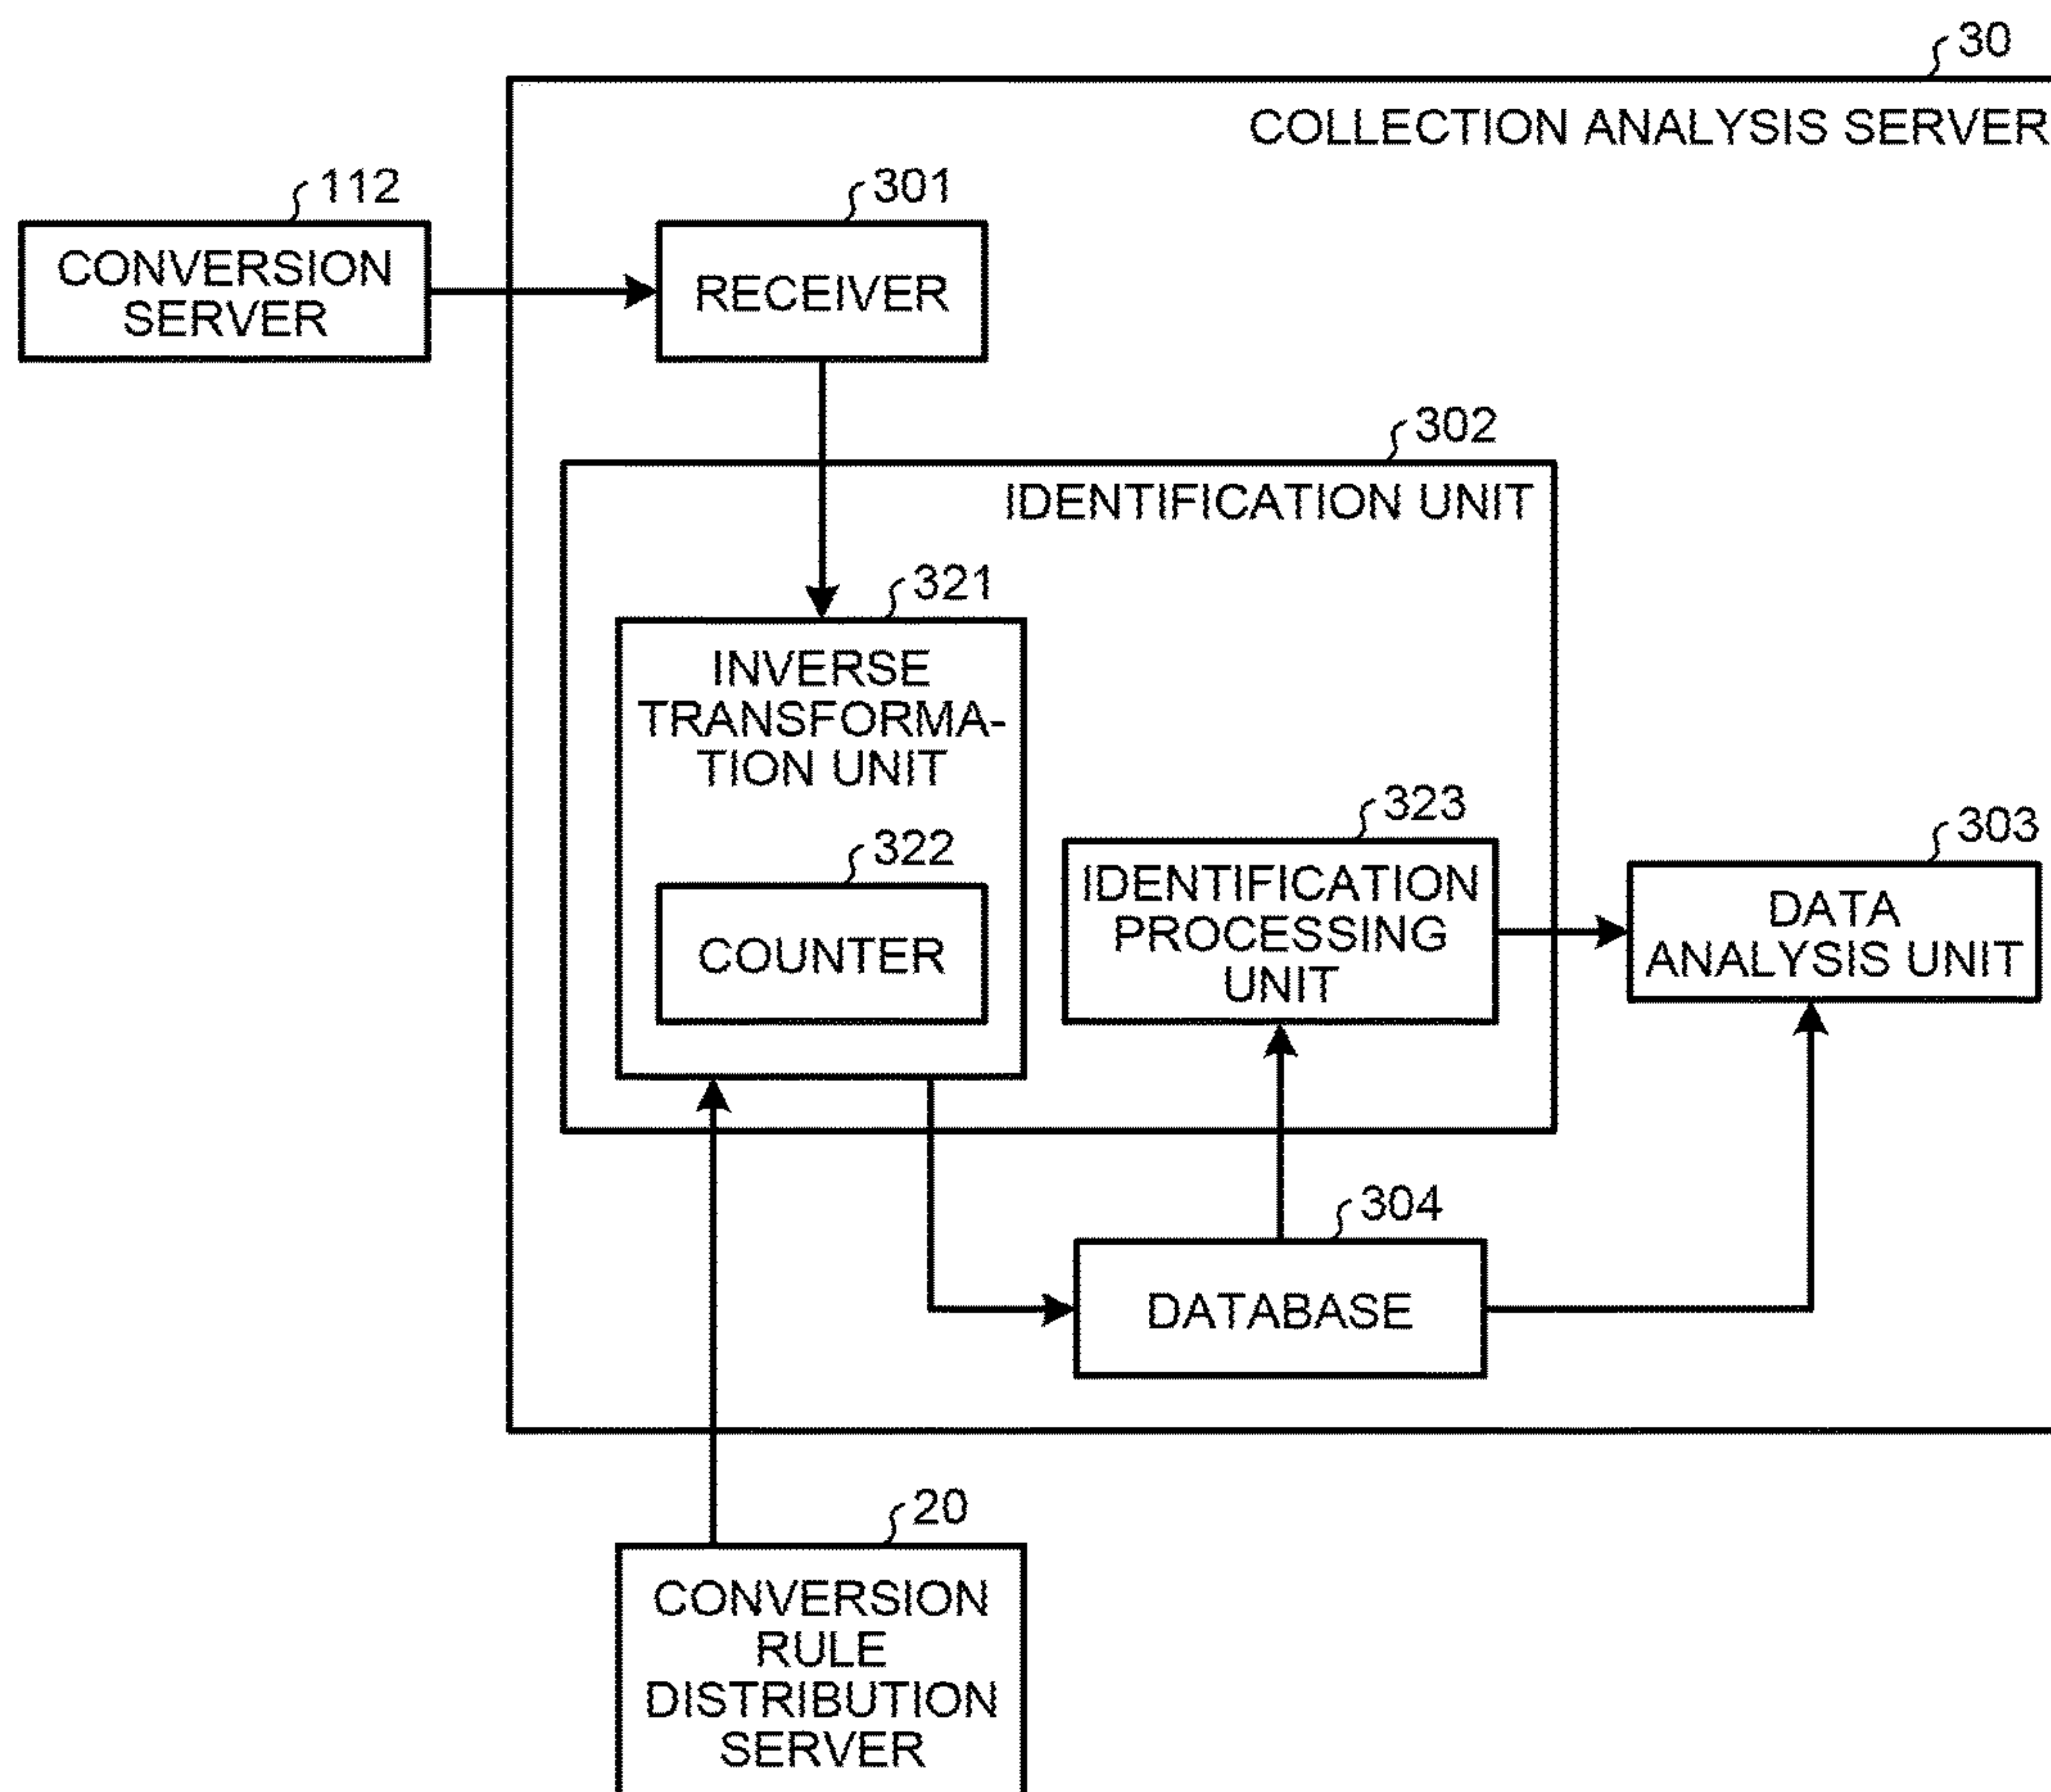 30
COLLECTION ANALYSIS SERVER
112
CONVERSION
SERVER
301
RECEIVER
302
IDENTIFICATION UNIT
321
INVERSE
TRANSFORMA-
TION UNIT
322
COUNTER
323
IDENTIFICATION
PROCESSING
UNIT
303
DATA
ANALYSIS UNIT
304
DATABASE
20
CONVERSION
RULE
DISTRIBUTION
SERVER